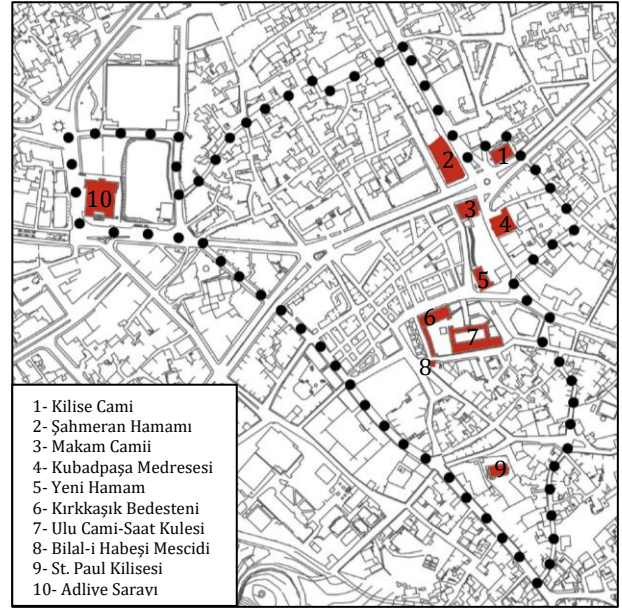 1
2
10
3
4
5
6
7
8
9
1- Kilise Cami
2- Şahmeran Hamamı
3- Makam Camii
4- Kubadpaşa Medresesi
5- Yeni Hamam
6- Kırkkaşık Bedesteni
7- Ulu Cami-Saat Kulesi
8- Bilal-i Habeşi Mescidi
9- St. Paul Kilisesi
10- Adliye Sarayı